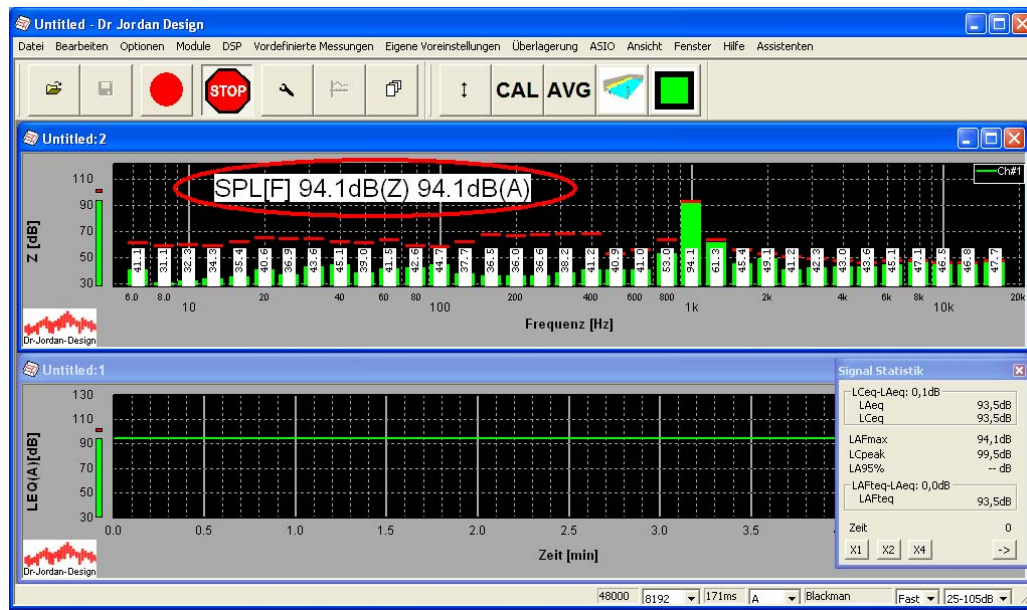 Untitled - Dr Jordan Design
Datei Bearbeiten Optionen Module DSP Vordefinierte Messungen Eigene Voreinstellungen Überlagerung ASIO Ansicht Fenster Hilfe Assistenten
STOP CAL AVG
Untitled:2
SPL[F] 94.1dB(Z) 94.1dB(A)
Ch#1
110
90
70
50
30
Z [dB]
41.1 31.1 32.3 34.3 35.4 40.6 36.9 43.6 45.1 39.0 41.5 42.6 44.7 37.7 36.5 36.0 36.6 38.2 41.2 40.9 41.0 53.0 94.1 61.3 45.4 49.1 41.2 42.3 43.0 45.6 45.1 47.1 46.5 46.8 47.7
6.0 8.0 20 40 60 80 200 400 600 800 2k 4k 6k 8k 20k
10 100 1k 10k
Frequenz [Hz]
Dr-Jordan-Design
Untitled:1
130
110
90
70
50
30
LEQ(A)[dB]
0.0 0.5 1.0 1.5 2.0 2.5 3.0 3.5
Zeit [min]
Dr-Jordan-Design
Signal Statistik
LCeq-LAeq: 0,1dB
LAeq 93,5dB
LCeq 93,5dB
LAFmax 94,1dB
LCpeak 99,5dB
LA95% -- dB
LAFteq-LAeq: 0,0dB
LAFteq 93,5dB
Zeit 0
X1 X2 X4 ->
48000 8192 171ms A Blackman Fast 25-105dB